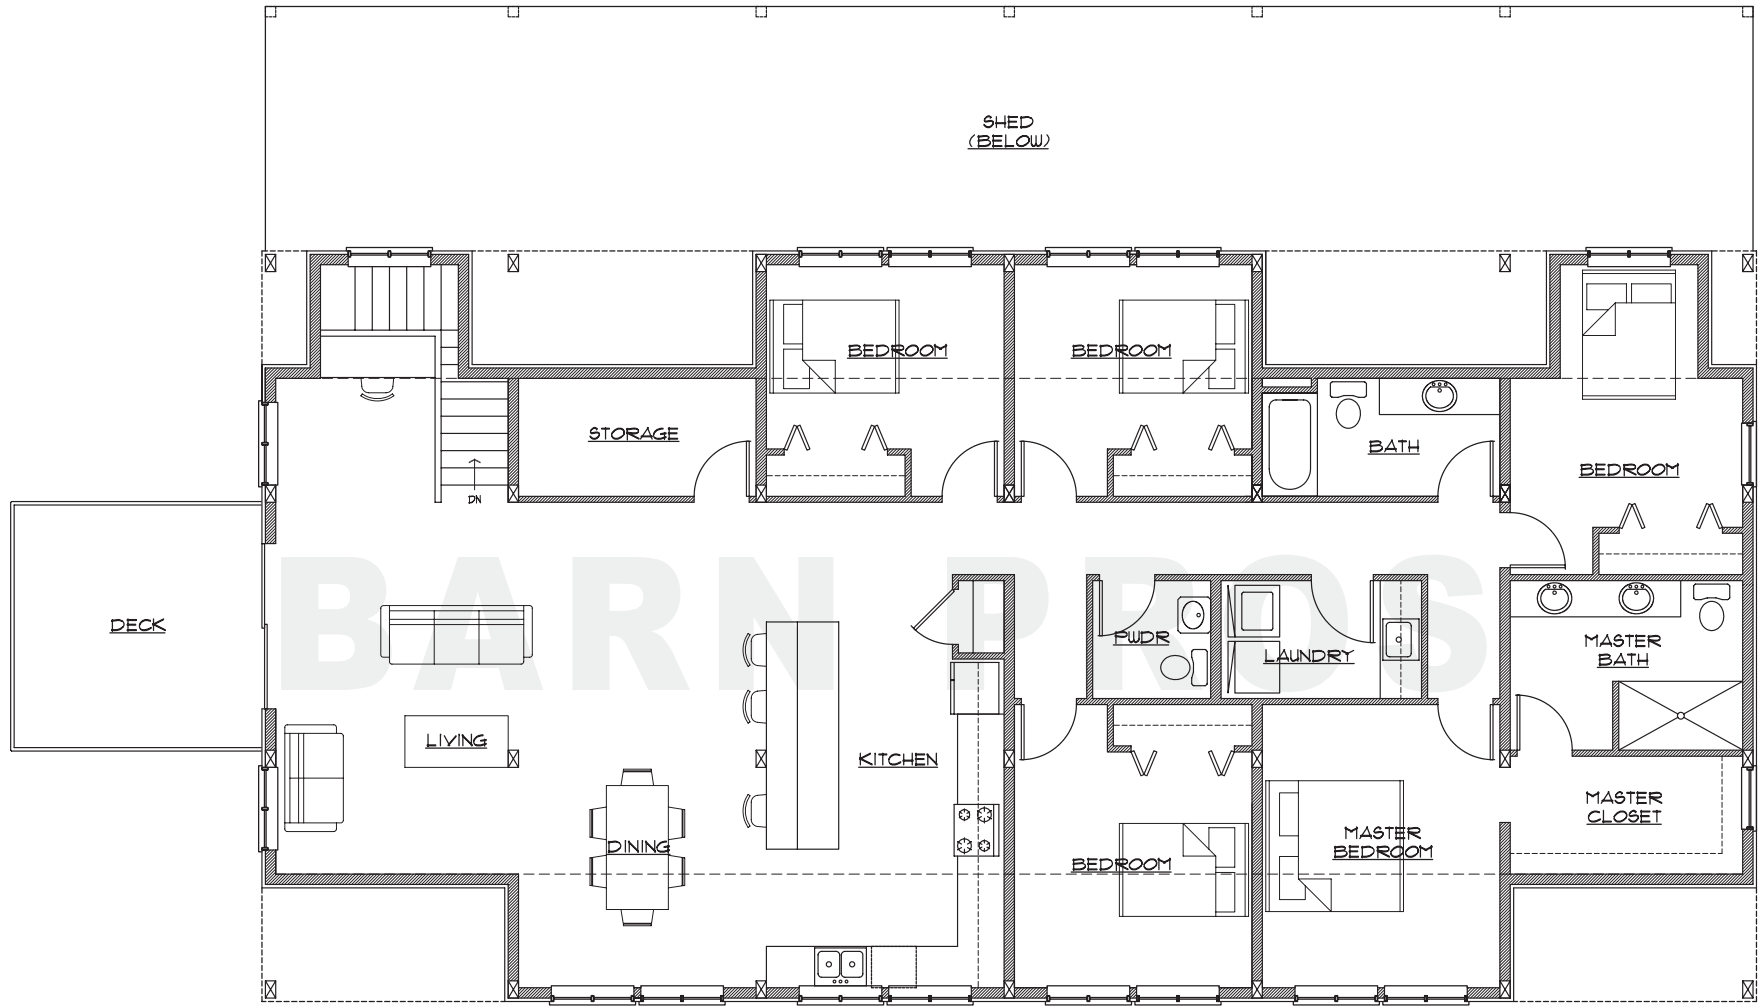 SHED
(BELOW)
BEDROOM
BEDROOM
STORAGE
BATH
BEDROOM
DN
BARN PROS
DECK
PWDR
LAUNDRY
MASTER
BATH
LIVING
KITCHEN
MASTER
CLOSET
DINING
BEDROOM
MASTER
BEDROOM